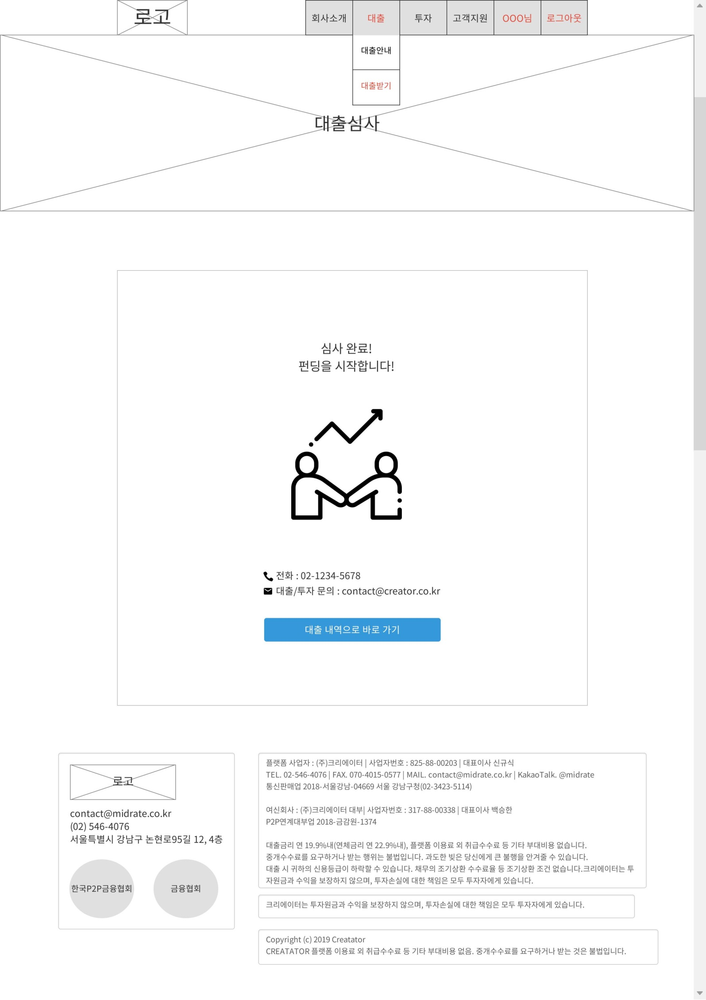 로고
회사소개
대출
투자
고객지원
OOO님
로그아웃
대출안내
대출받기
대출심사
심사 완료!
펀딩을 시작합니다!
전화 : 02-1234-5678
대출/투자 문의 : contact@creator.co.kr
대출 내역으로 바로 가기
로고
contact@midrate.co.kr
(02) 546-4076
서울특별시 강남구 논현로95길 12, 4층
한국P2P금융협회
금융협회
플랫폼 사업자 : (주)크리에이터 | 사업자번호 : 825-88-00203 | 대표이사 신규식
TEL. 02-546-4076 | FAX. 070-4015-0577 | MAIL. contact@midrate.co.kr | KakaoTalk. @midrate
통신판매업 2018-서울강남-04669 서울 강남구청(02-3423-5114)
여신회사 : (주)크리에이터 대부| 사업자번호 : 317-88-00338 | 대표이사 백승한
P2P연계대부업 2018-금감원-1374
대출금리 연 19.9%내(연체금리 연 22.9%내), 플랫폼 이용료 외 취급수수료 등 기타 부대비용 없습니다.
중개수수료를 요구하거나 받는 행위는 불법입니다. 과도한 빚은 당신에게 큰 불행을 안겨줄 수 있습니다.
대출 시 귀하의 신용등급이 하락할 수 있습니다. 채무의 조기상환 수수료율 등 조기상환 조건 없습니다.크리에이터는 투
자원금과 수익을 보장하지 않으며, 투자손실에 대한 책임은 모두 투자자에게 있습니다.
크리에이터는 투자원금과 수익을 보장하지 않으며, 투자손실에 대한 책임은 모두 투자자에게 있습니다.
Copyright (c) 2019 Creatator
CREATATOR 플랫폼 이용료 외 취급수수료 등 기타 부대비용 없음. 중개수수료를 요구하거나 받는 것은 불법입니다.